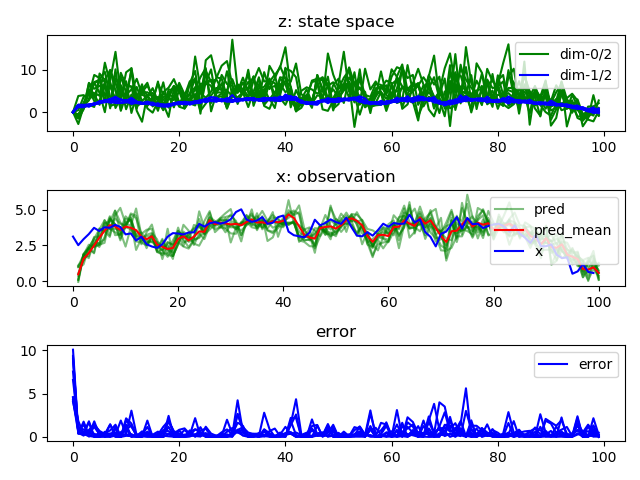 z: state space
10
0
dim-0/2
dim-1/2
0 20 40 60 80 100
x: observation
5.0
2.5
0.0
pred
pred_mean
x
0 20 40 60 80 100
error
10
5
0
error
0 20 40 60 80 100